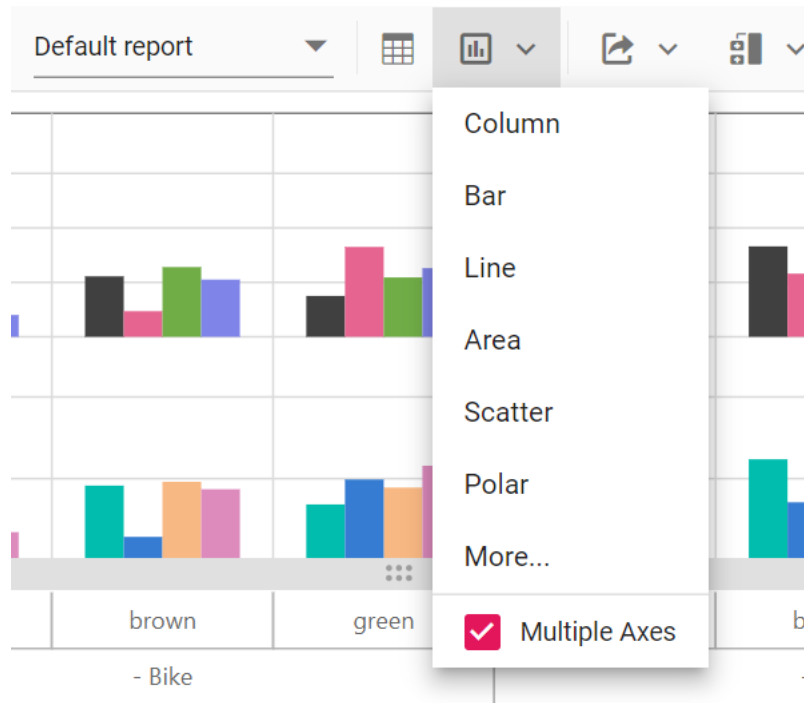 Default report
Column
Bar
Line
Area
Scatter
Polar
More...
Multiple Axes
brown
green
b
- Bike
-